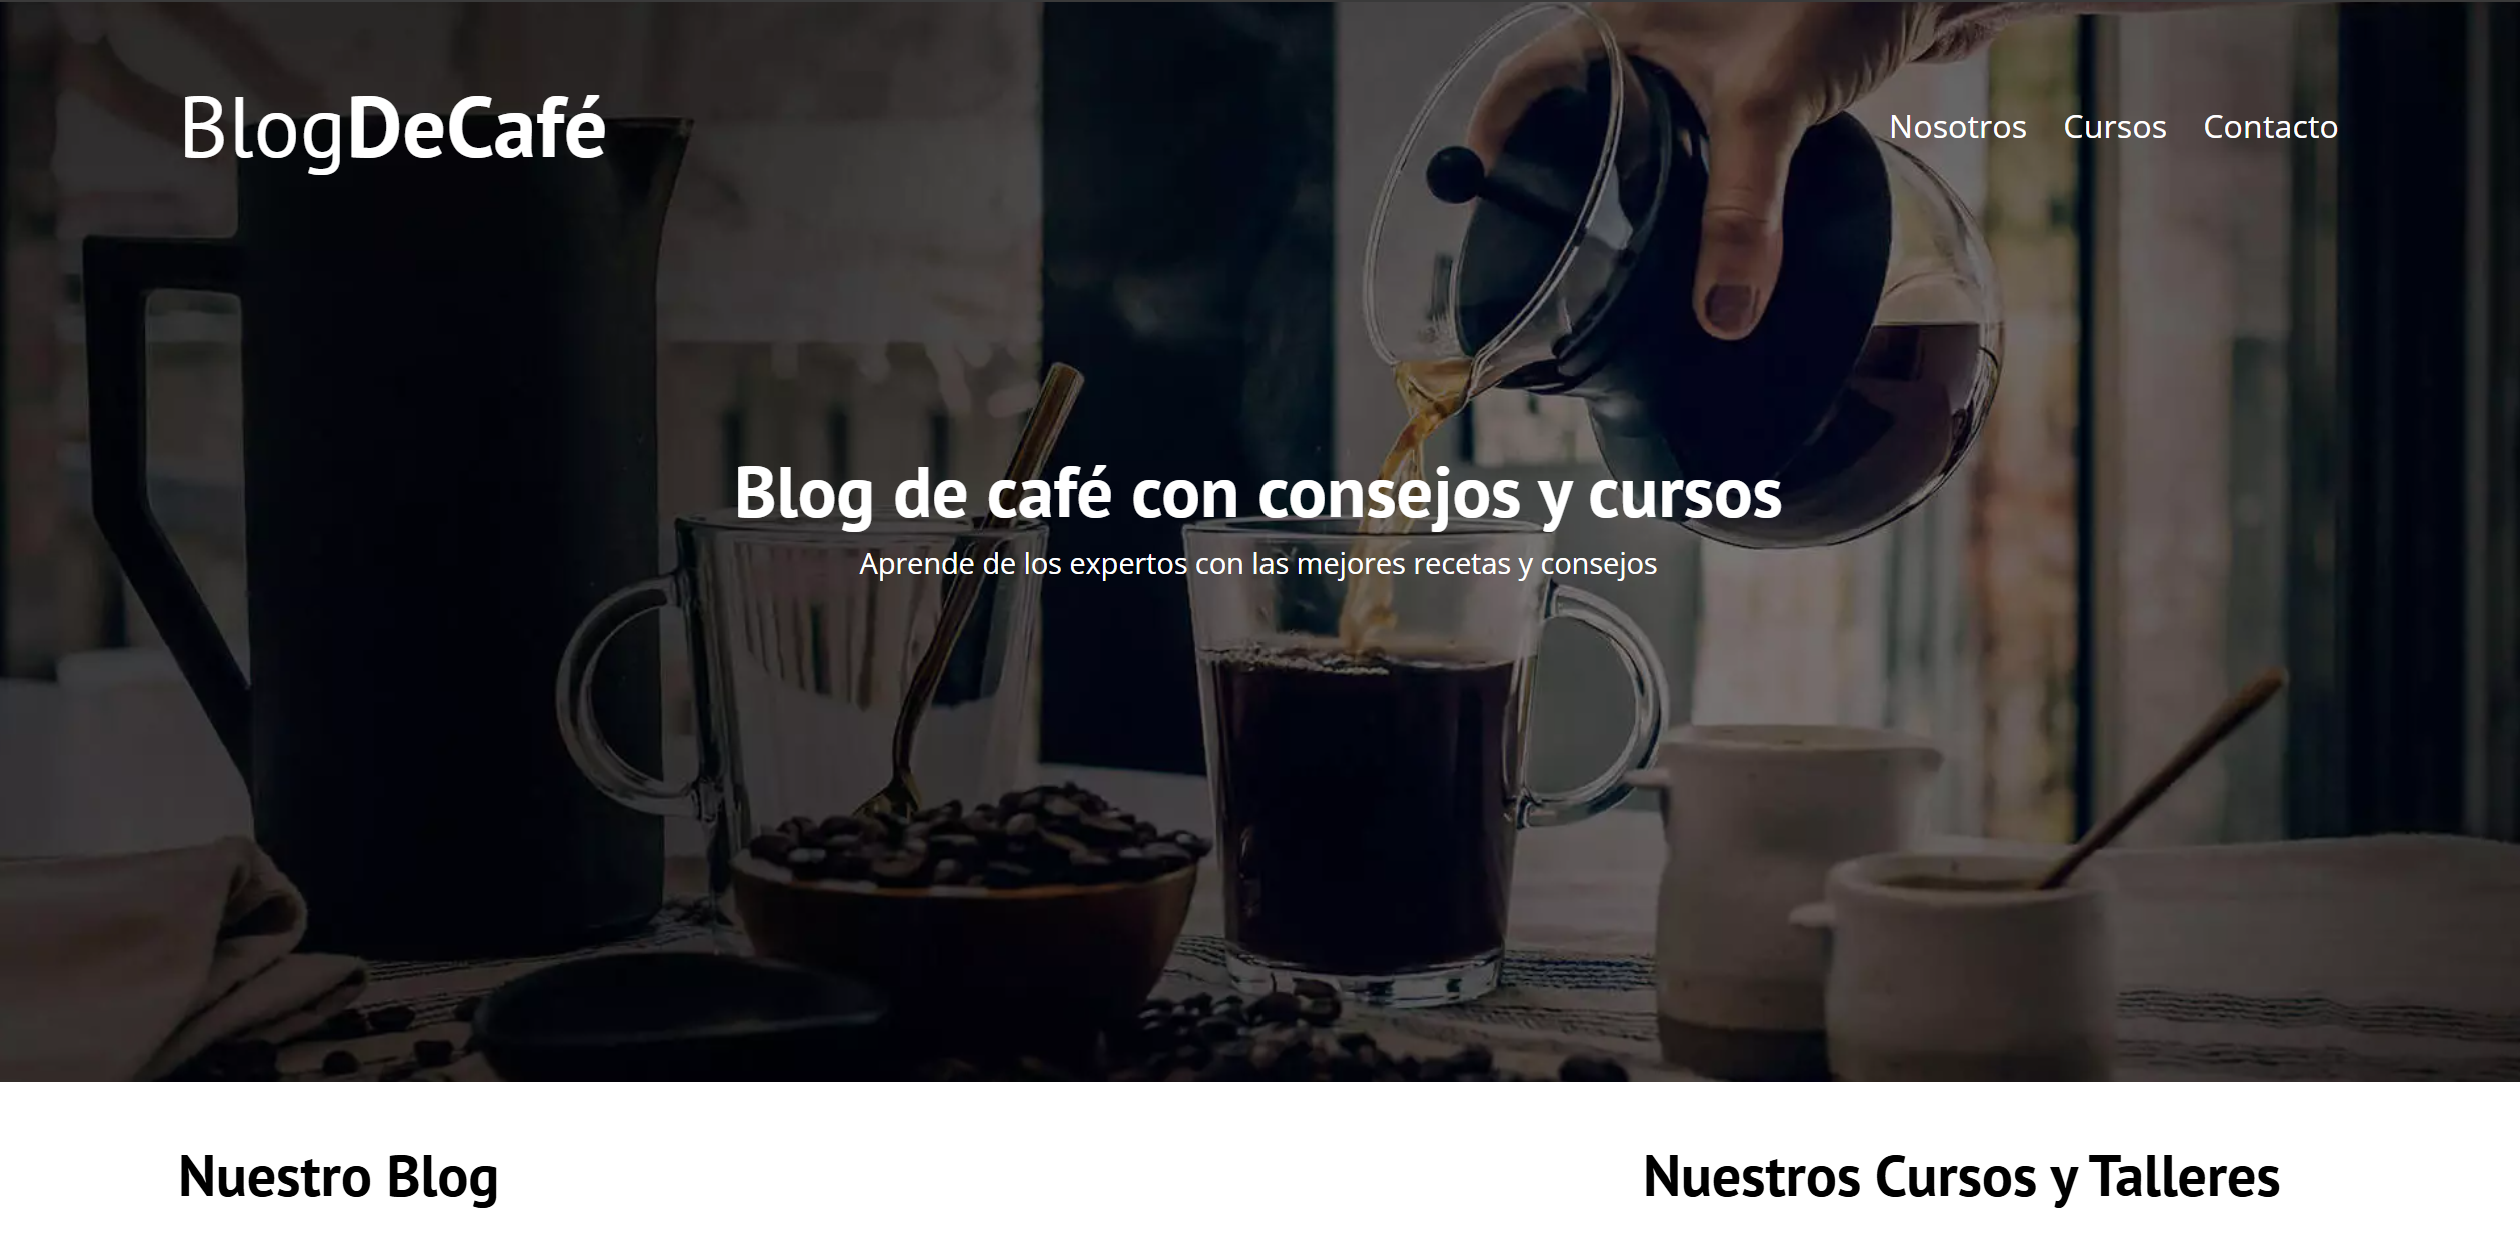 BlogDeCafé
Nosotros Cursos Contacto
Blog de café con consejos y cursos
Aprende de los expertos con las mejores recetas y consejos
Nuestro Blog
Nuestros Cursos y Talleres